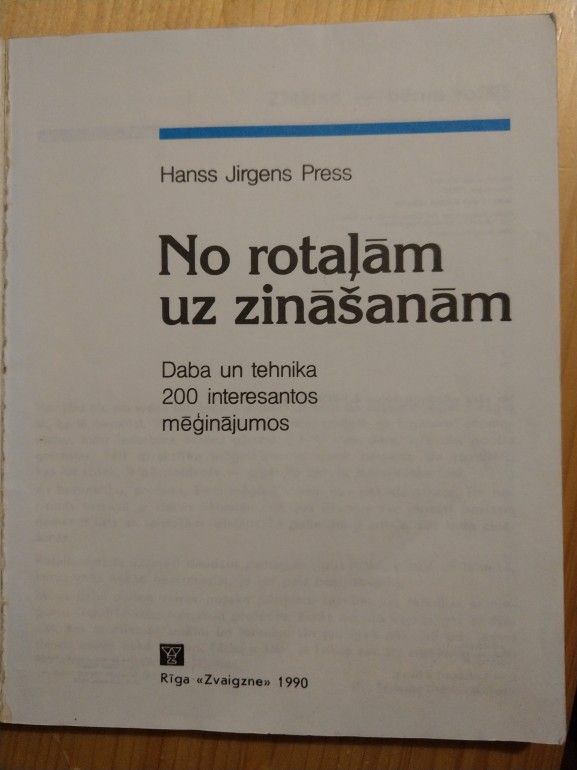 Hanss Jirgens Press
No rotaļām
uz zināšanām
Daba un tehnika
200 interesantos
mēģinājumos
Rīga «Zvaigzne» 1990